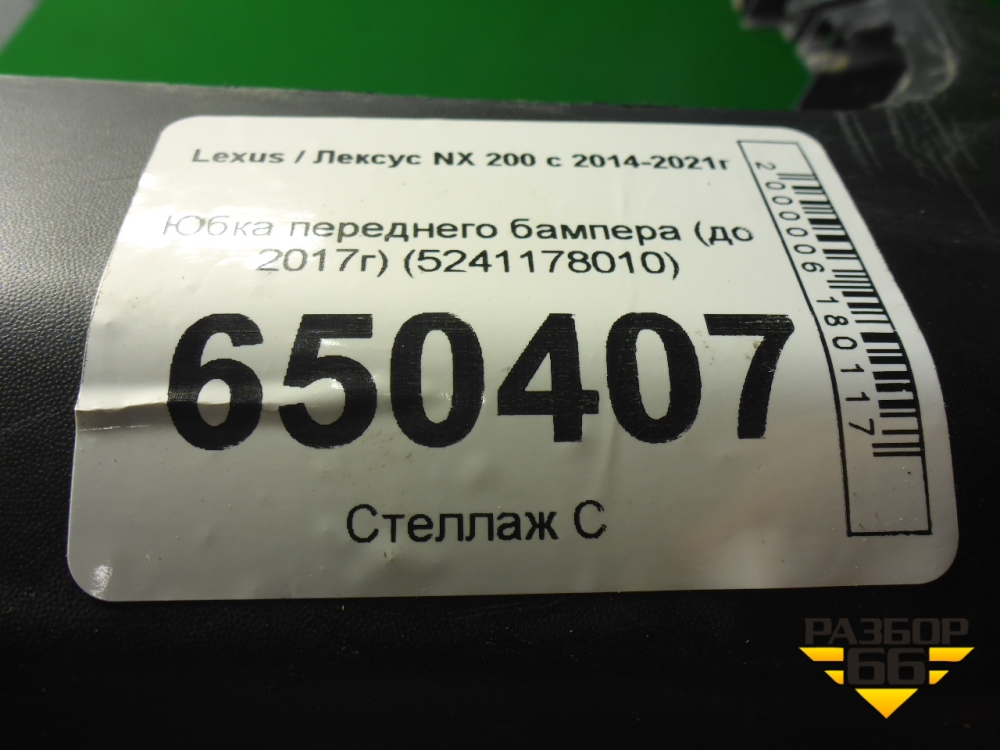 Lexus / Лексус NX 200 с 2014-2021г
Юбка переднего бампера (до
2017г) (5241178010)
650407
Стеллаж С
2000006180117
РАЗБОР
66